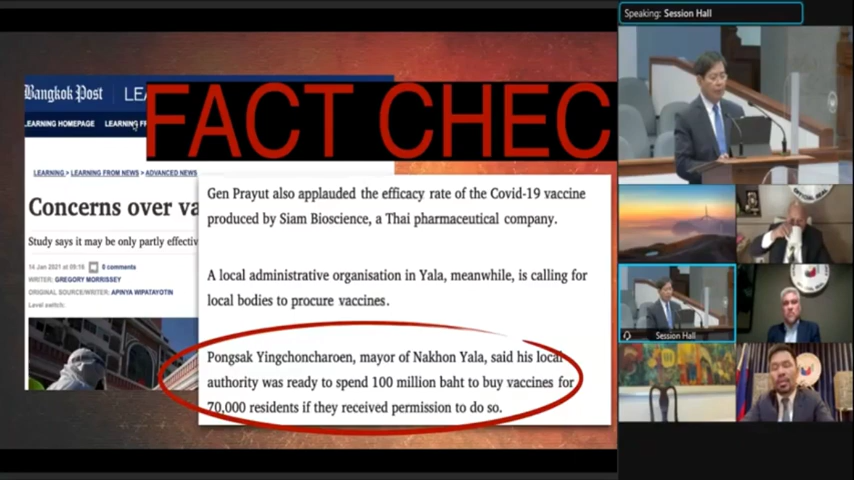 Speaking: Session Hall
Bangkok Post
FACT CHEC
LEARNING HOMEPAGE
LEARNING > LEARNING FROM NEWS > ADVANCED NEWS
Concerns over va
Study says it may be only partly effectiv
14 Jan 2021 at 09:15 0 comments
WRITER: GREGORY MORRISSEY
ORIGINAL SOURCE/WRITER: APINYA WIPATAYOTIN
Level switch:
Gen Prayut also applauded the efficacy rate of the Covid-19 vaccine
produced by Siam Bioscience, a Thai pharmaceutical company.
A local administrative organisation in Yala, meanwhile, is calling for
local bodies to procure vaccines.
Pongsak Yingchoncharoen, mayor of Nakhon Yala, said his local
authority was ready to spend 100 million baht to buy vaccines for
70,000 residents if they received permission to do so.
Session Hall